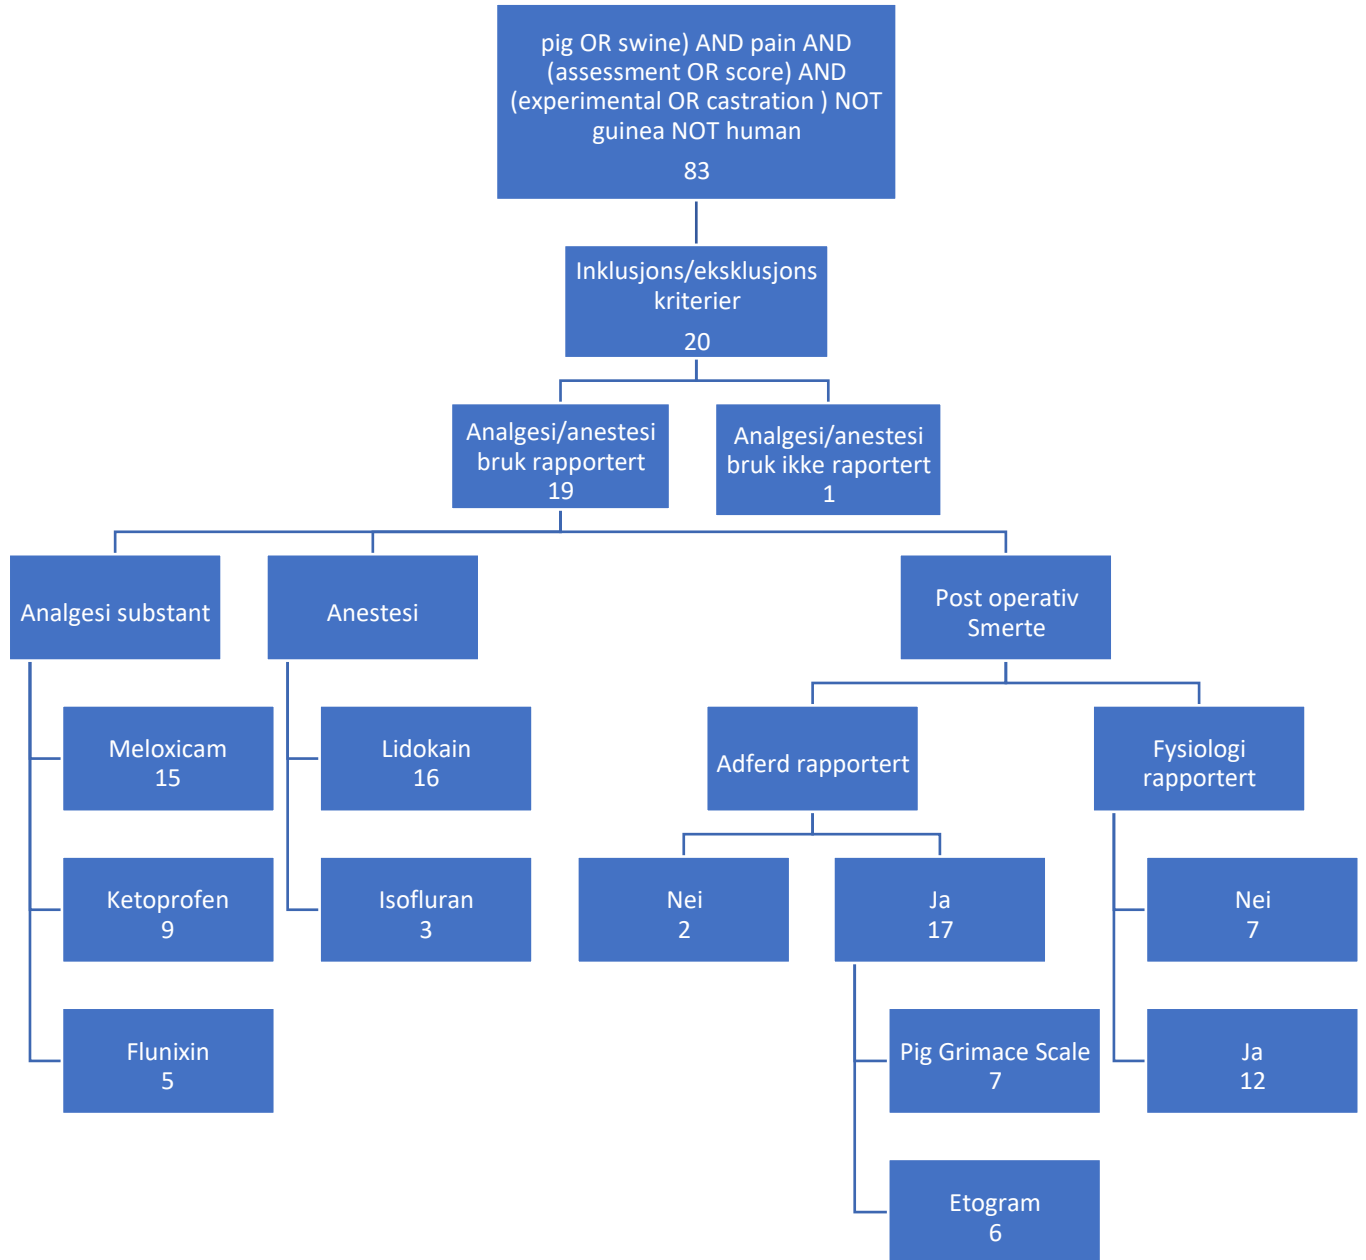 pig OR swine) AND pain AND
(assessment OR score) AND
(experimental OR castration ) NOT
guinea NOT human
83
Inklusjons/eksklusjons
kriterier
20
Analgesi/anestesi
bruk rapportert
19
Analgesi/anestesi
bruk ikke raportert
1
Analgesi substant
Anestesi
Post operativ
Smerte
Meloxicam
15
Lidokain
16
Adferd rapportert
Fysiologi
rapportert
Ketoprofen
9
Isofluran
3
Nei
2
Ja
17
Nei
7
Flunixin
5
Pig Grimace Scale
7
Ja
12
Etogram
6